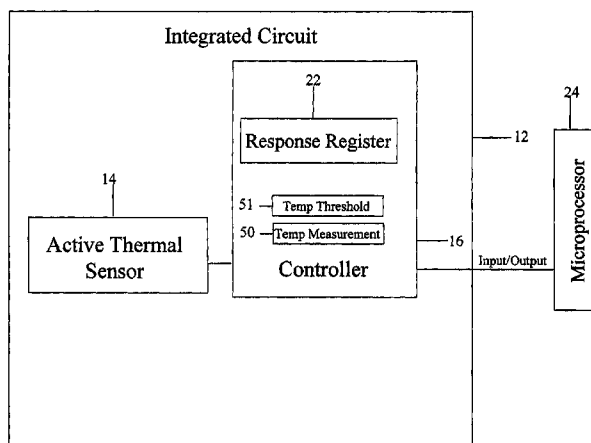 Integrated Circuit
22
Response Register
24
12
Microprocessor
14
Active Thermal
Sensor
51
Temp Threshold
50
Temp Measurement
16
Controller
Input/Output